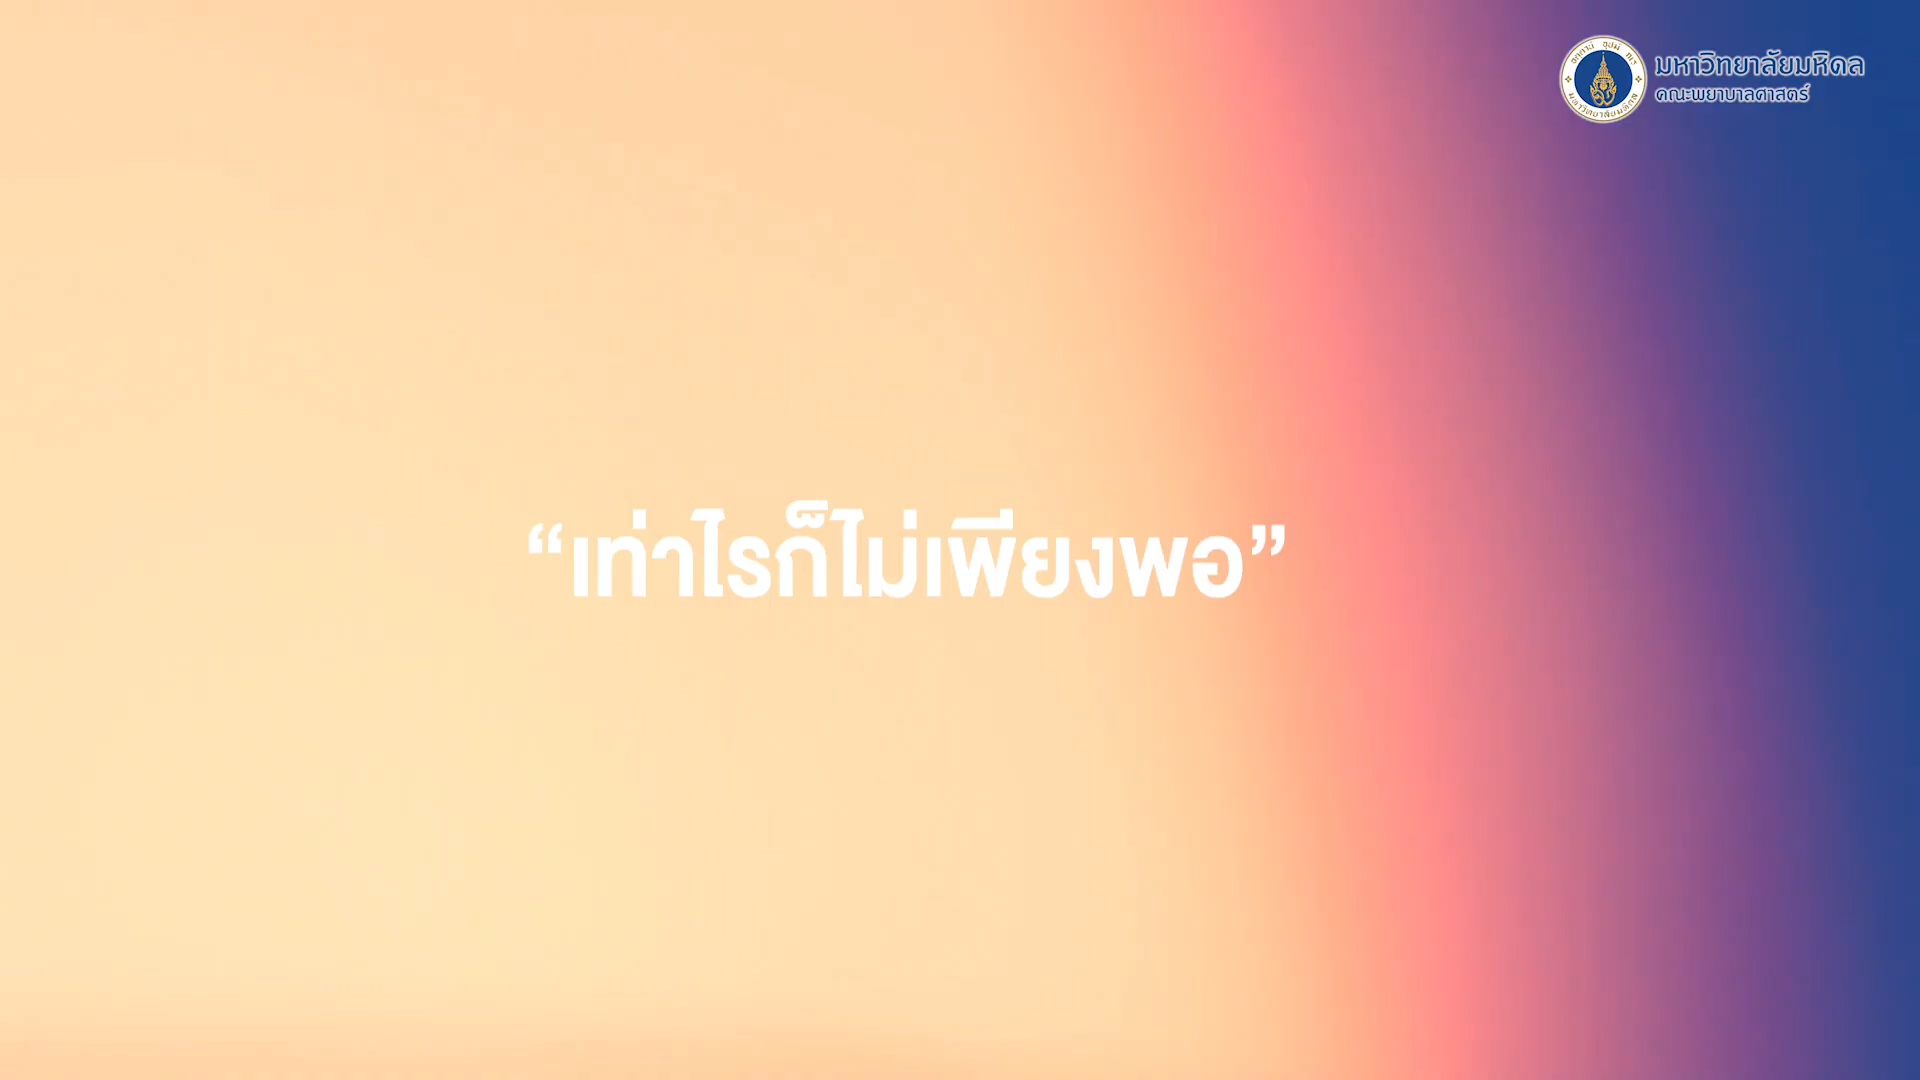 มหาวิทยาลัยมหิดล
คณะพยาบาลศาสตร์
“เท่าไรก็ไม่เพียงพอ”